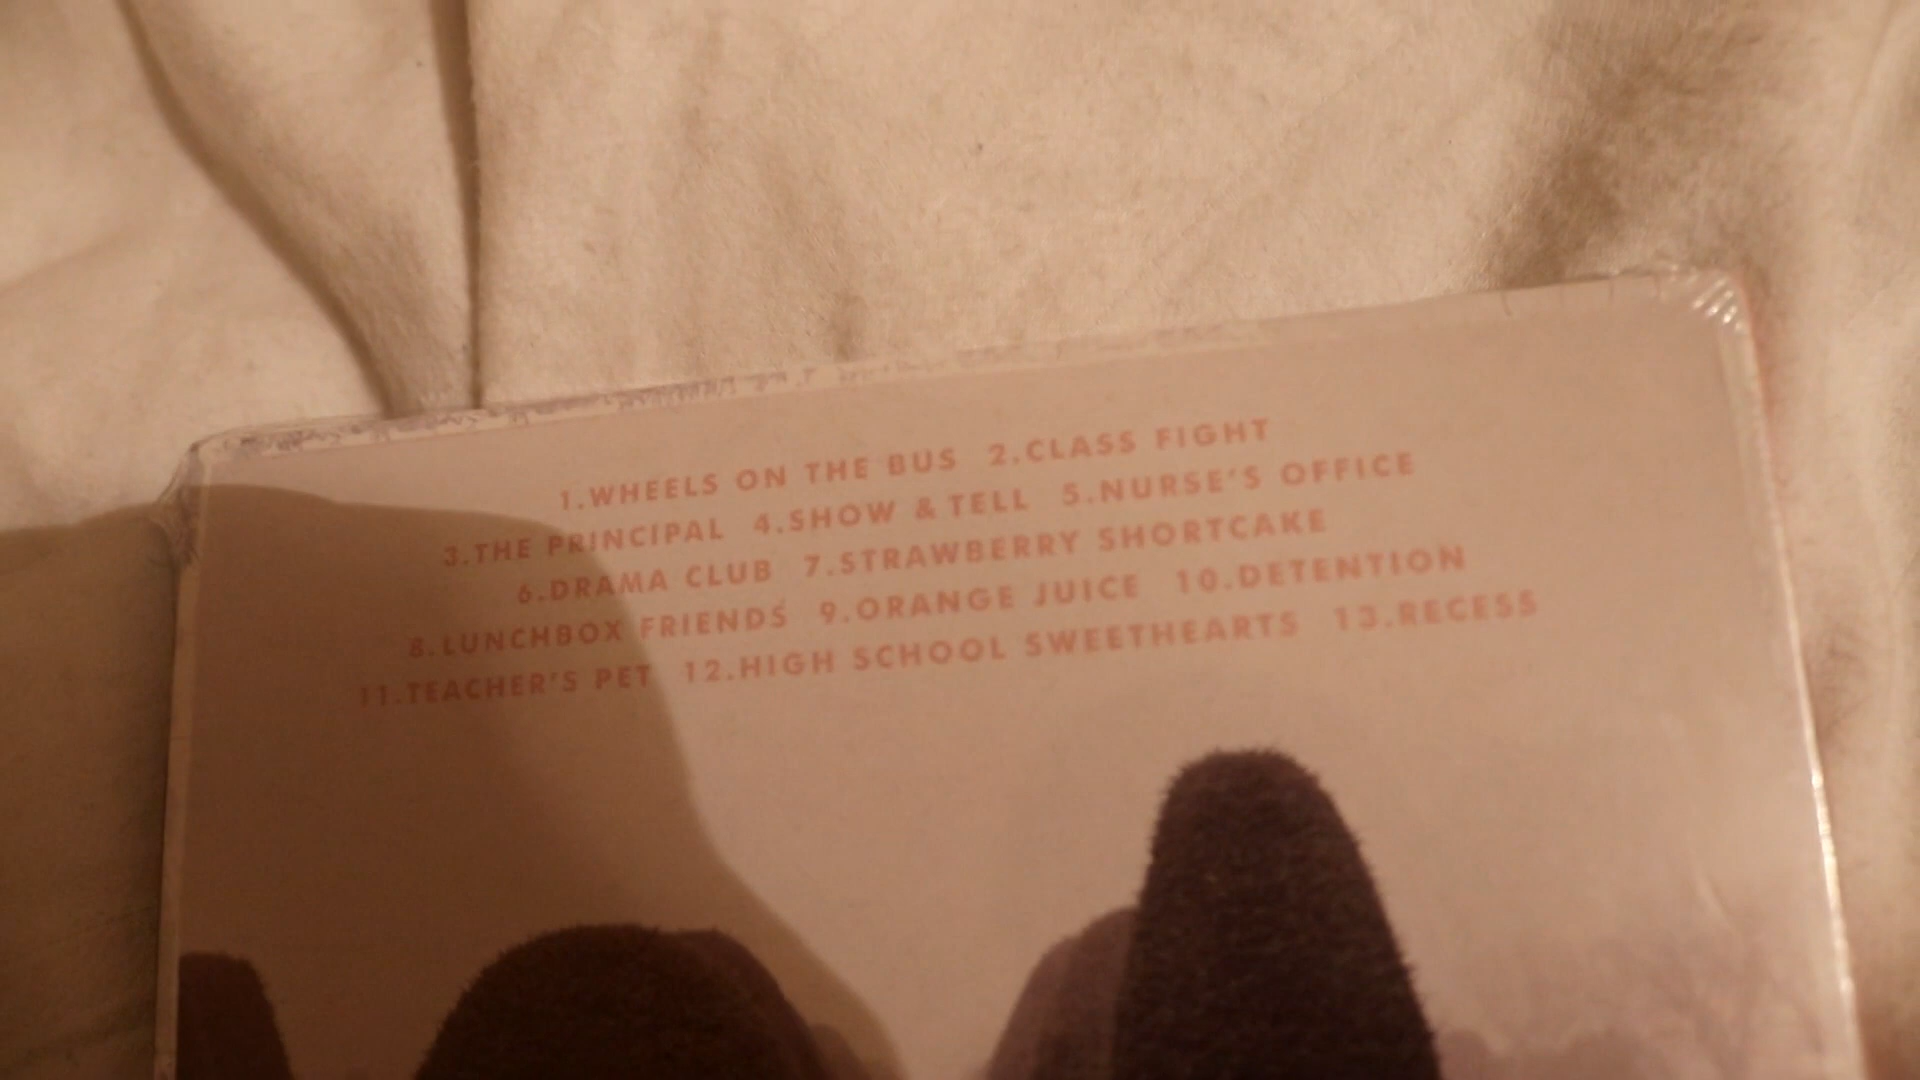 1.WHEELS ON THE BUS 2.CLASS FIGHT
3.THE PRINCIPAL 4.SHOW & TELL 5.NURSE'S OFFICE
6.DRAMA CLUB 7.STRAWBERRY SHORTCAKE
8.LUNCHBOX FRIENDS 9.ORANGE JUICE 10.DETENTION
11.TEACHER'S PET 12.HIGH SCHOOL SWEETHEARTS 13.RECESS